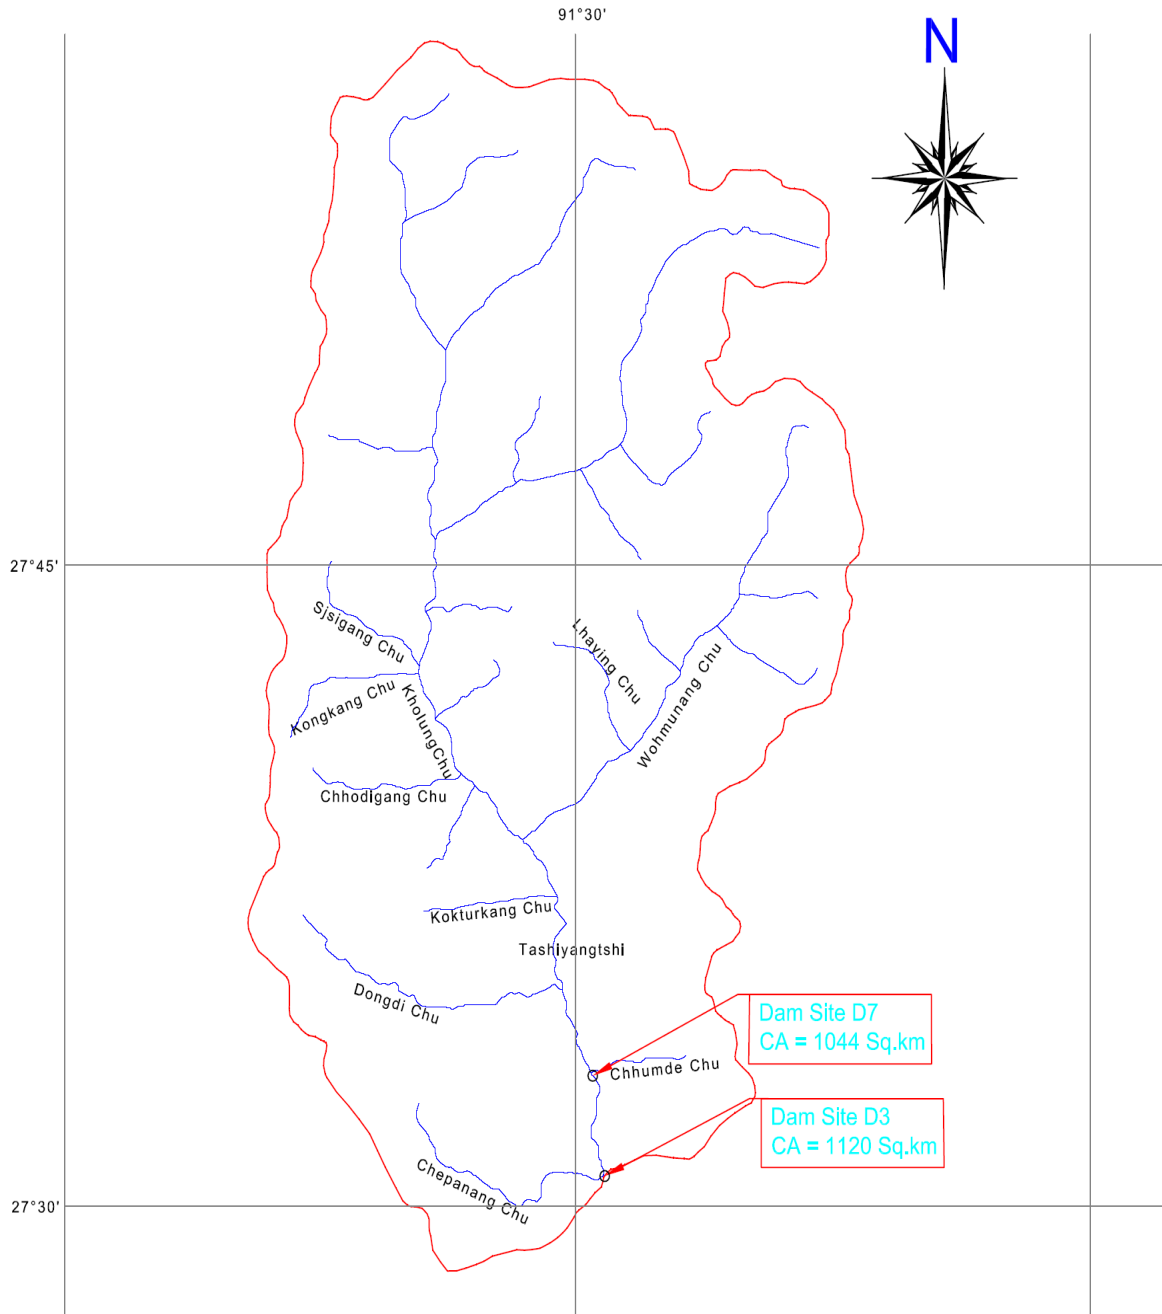 91°30'
N
27°45'
Sjsigang Chu
Lhaying Chu
Kongkang Chu
KholungChu
Wohmunang Chu
Chhodigang Chu
Kokturkang Chu
Tashiyangtshi
Dongdi Chu
Dam Site D7
CA = 1044 Sq.km
Chhumde Chu
Dam Site D3
CA = 1120 Sq.km
Chepanang Chu
27°30'